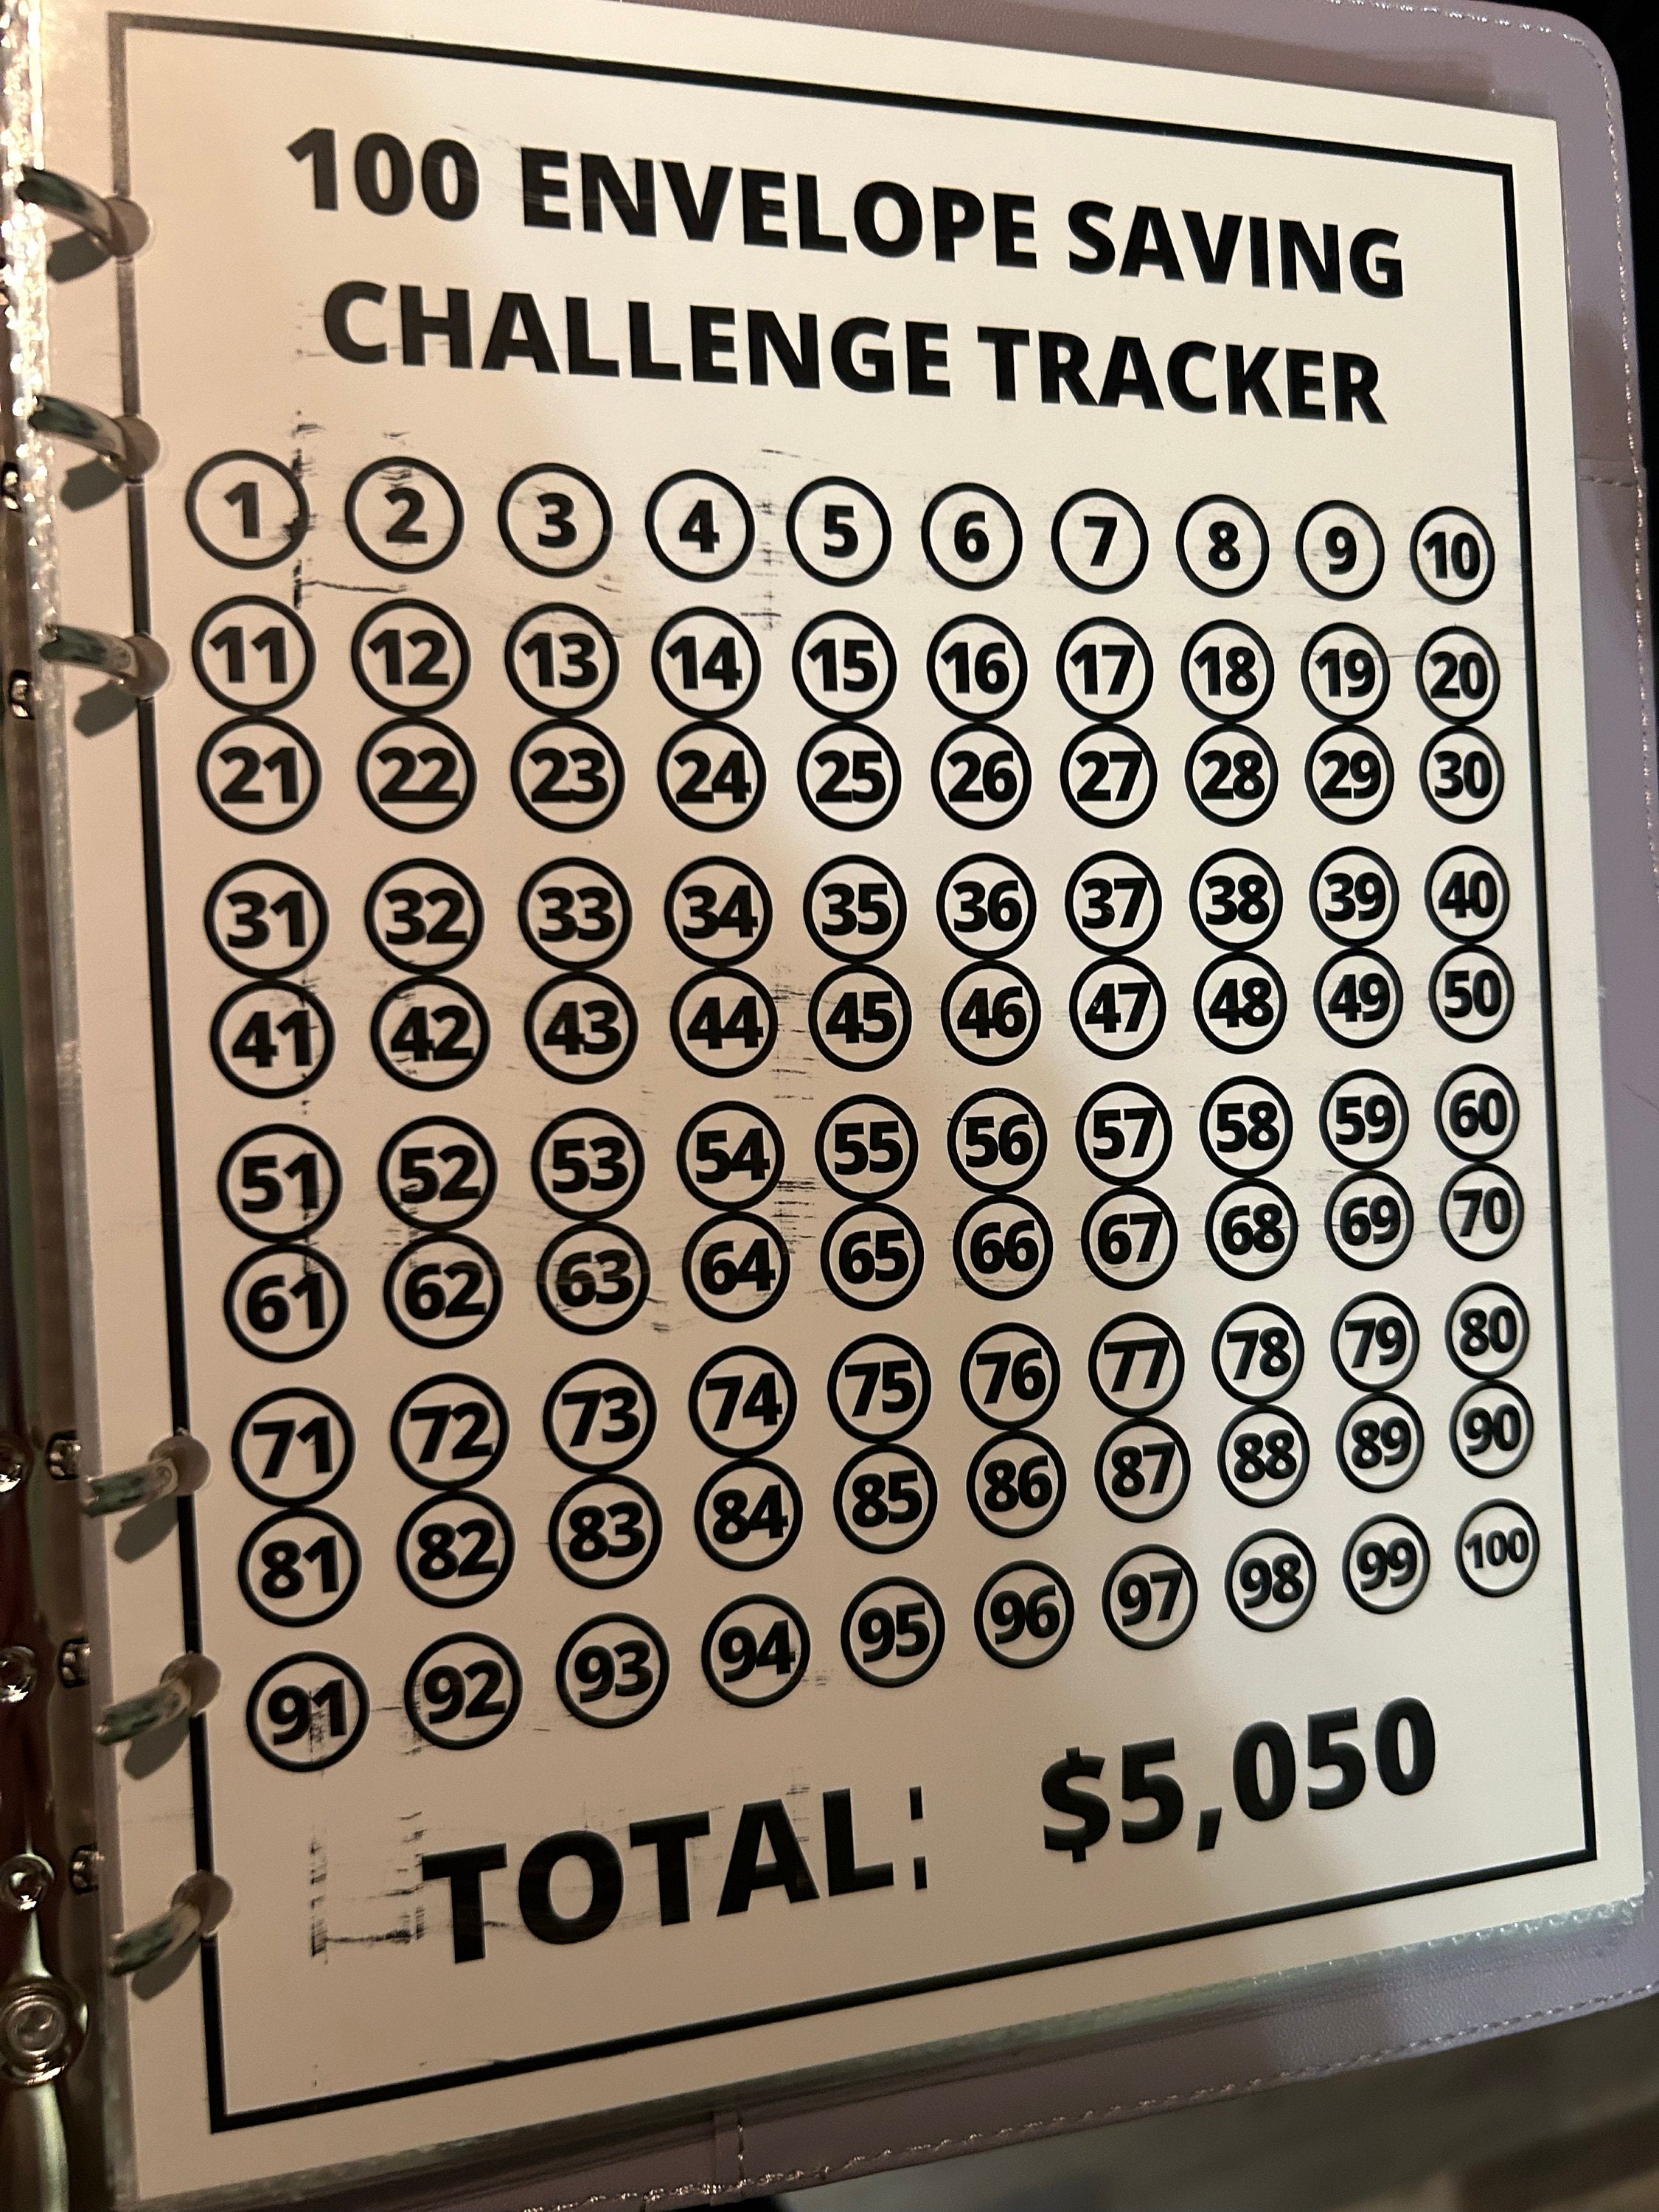 100 ENVELOPE SAVING
CHALLENGE TRACKER
1 2 3 4 5 6 7 8 9 10
11 12 13 14 15 16 17 18 19 20
21 22 23 24 25 26 27 28 29 30
31 32 33 34 35 36 37 38 39 40
41 42 43 44 45 46 47 48 49 50
51 52 53 54 55 56 57 58 59 60
61 62 63 64 65 66 67 68 69 70
71 72 73 74 75 76 77 78 79 80
81 82 83 84 85 86 87 88 89 90
91 92 93 94 95 96 97 98 99 100
TOTAL: $5,050